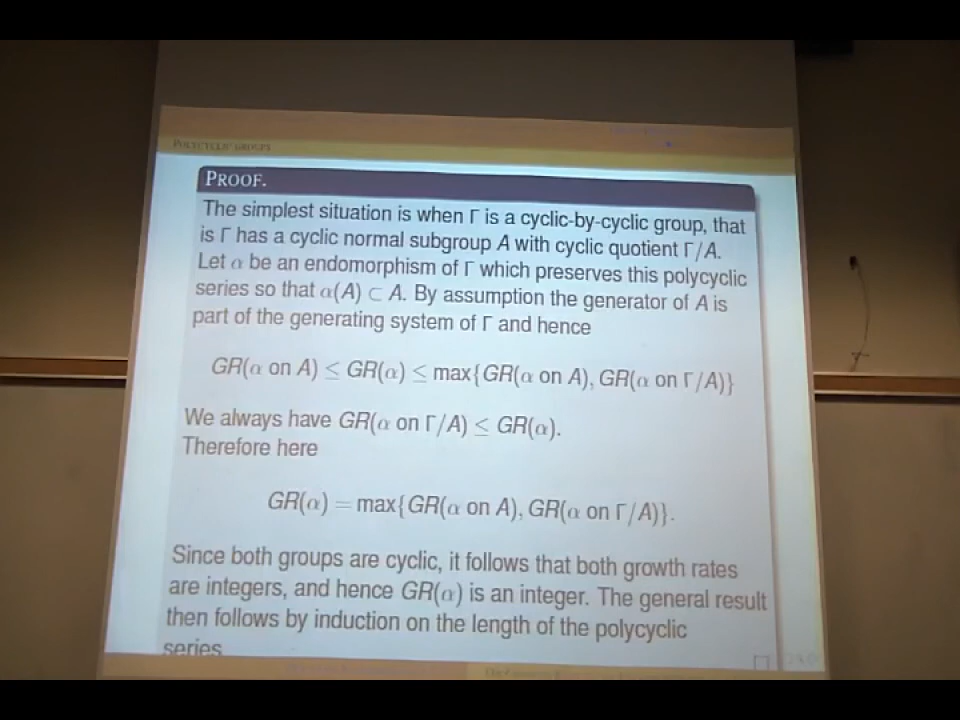 POLYCYCLIC GROUPS
PROOF.
The simplest situation is when Γ is a cyclic-by-cyclic group, that
is Γ has a cyclic normal subgroup A with cyclic quotient Γ/A.
Let α be an endomorphism of Γ which preserves this polycyclic
series so that α(A) ⊂ A. By assumption the generator of A is
part of the generating system of Γ and hence
GR(α on A) ≤ GR(α) ≤ max{GR(α on A), GR(α on Γ/A)}
We always have GR(α on Γ/A) ≤ GR(α).
Therefore here
GR(α) = max{GR(α on A), GR(α on Γ/A)}.
Since both groups are cyclic, it follows that both growth rates
are integers, and hence GR(α) is an integer. The general result
then follows by induction on the length of the polycyclic
series